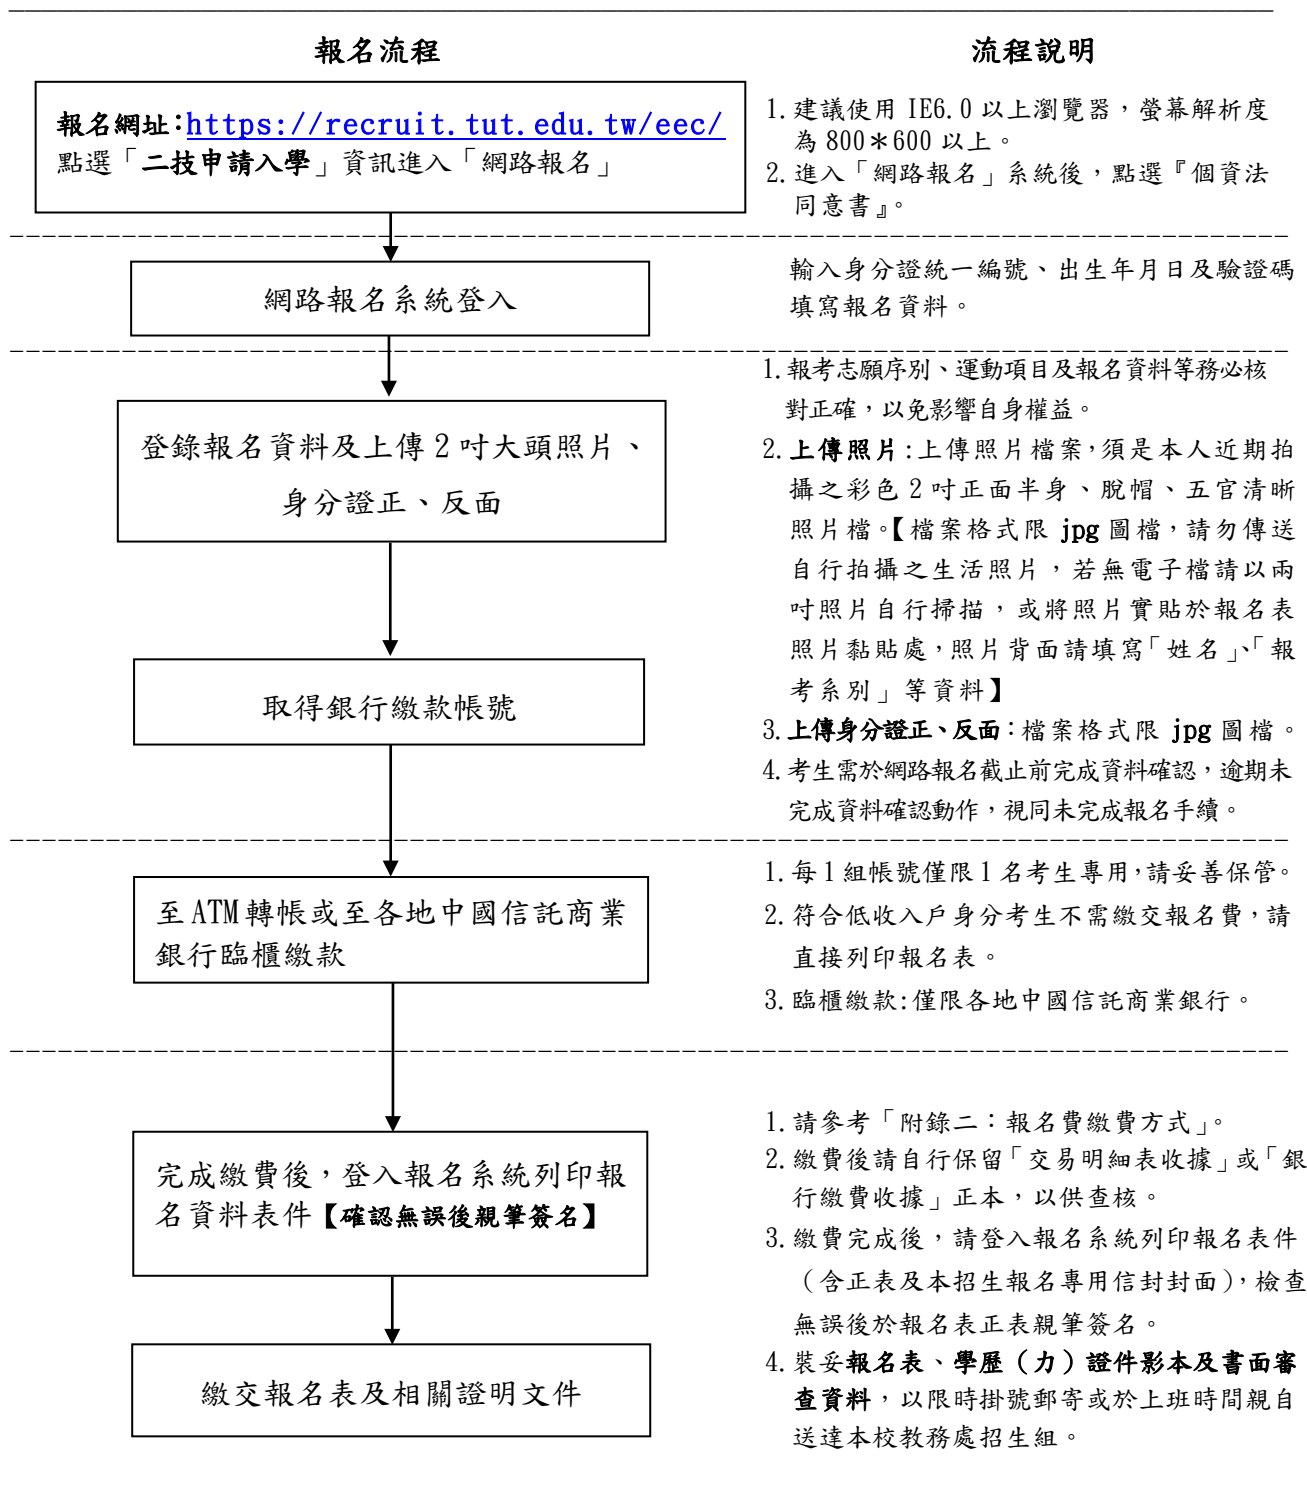 報名流程
流程說明
報名網址:https://recruit.tut.edu.tw/eec/
點選「二技申請入學」資訊進入「網路報名」
1.建議使用 IE6.0 以上瀏覽器，螢幕解析度
為 800＊600 以上。
2.進入「網路報名」系統後，點選『個資法
同意書』。
網路報名系統登入
輸入身分證統一編號、出生年月日及驗證碼
填寫報名資料。
登錄報名資料及上傳 2 吋大頭照片、
身分證正、反面
取得銀行繳款帳號
1.報考志願序別、運動項目及報名資料等務必核
對正確，以免影響自身權益。
2.上傳照片:上傳照片檔案,須是本人近期拍
攝之彩色 2 吋正面半身、脫帽、五官清晰
照片檔。【檔案格式限 jpg 圖檔，請勿傳送
自行拍攝之生活照片，若無電子檔請以兩
吋照片自行掃描，或將照片實貼於報名表
照片黏貼處，照片背面請填寫「姓名」、「報
考系別」等資料】
3.上傳身分證正、反面：檔案格式限 jpg 圖檔。
4.考生需於網路報名截止前完成資料確認，逾期未
完成資料確認動作，視同未完成報名手續。
至 ATM 轉帳或至各地中國信託商業
銀行臨櫃繳款
1.每 1 組帳號僅限 1 名考生專用，請妥善保管。
2.符合低收入戶身分考生不需繳交報名費，請
直接列印報名表。
3.臨櫃繳款:僅限各地中國信託商業銀行。
完成繳費後，登入報名系統列印報
名資料表件【確認無誤後親筆簽名】
1.請參考「附錄二：報名費繳費方式」。
2.繳費後請自行保留「交易明細表收據」或「銀
行繳費收據」正本，以供查核。
3.繳費完成後，請登入報名系統列印報名表件
（含正表及本招生報名專用信封封面），檢查
無誤後於報名表正表親筆簽名。
繳交報名表及相關證明文件
4.裝妥報名表、學歷（力）證件影本及書面審
查資料，以限時掛號郵寄或於上班時間親自
送達本校教務處招生組。